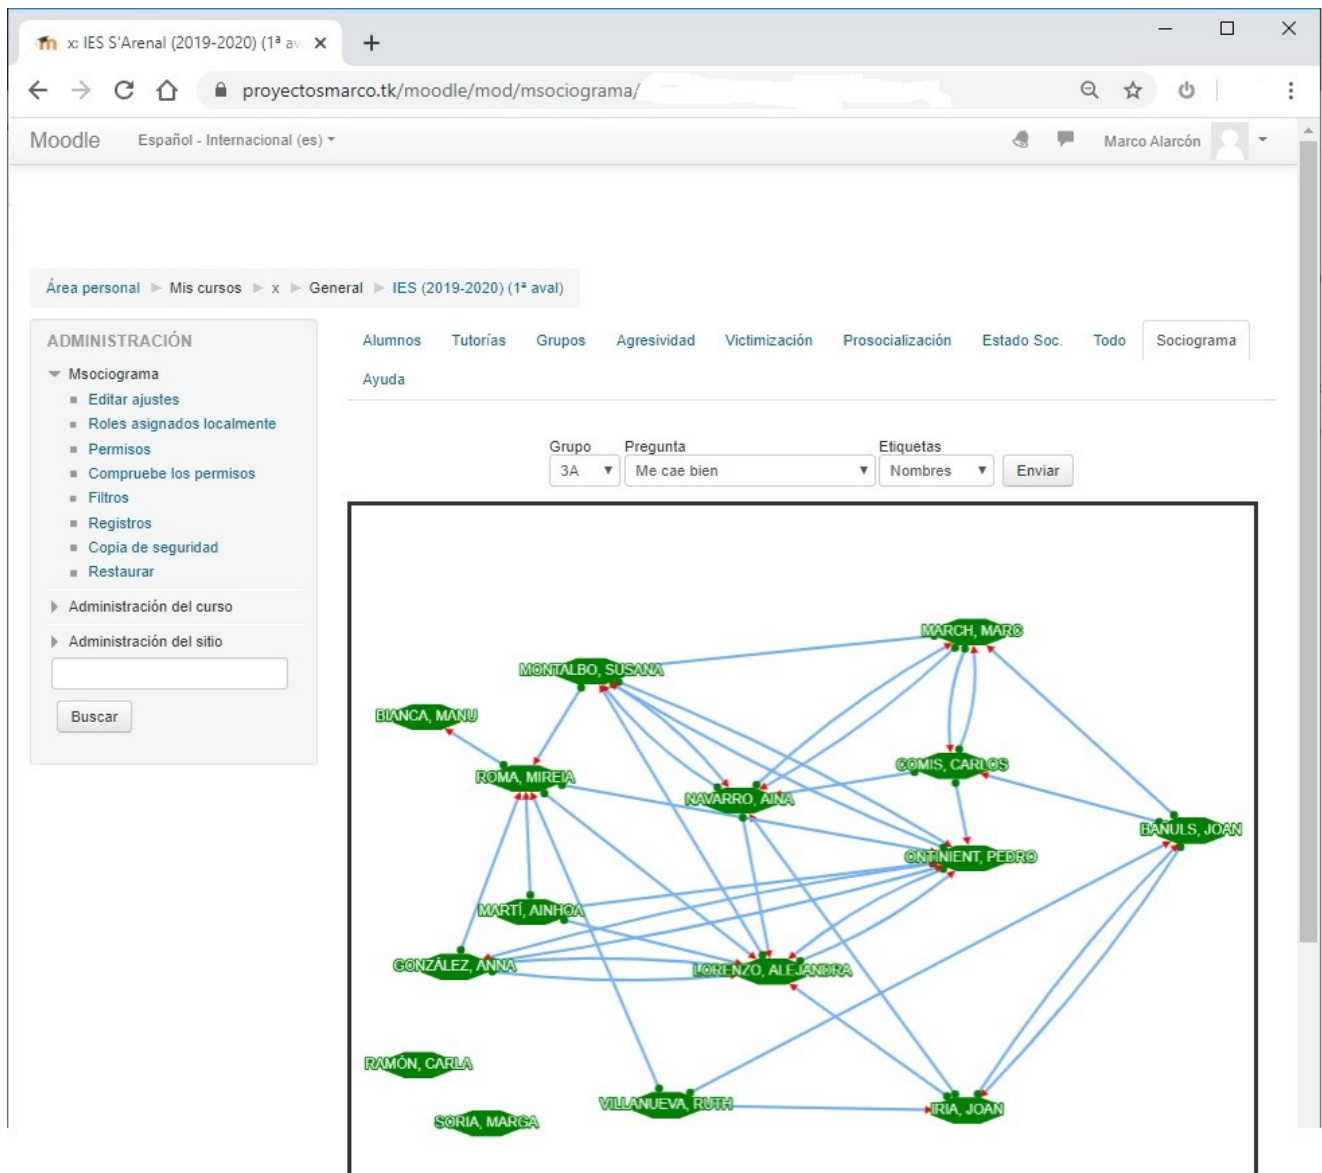 x: IES S'Arenal (2019-2020) (1ª av
proyectosmarco.tk/moodle/mod/msociograma/
Moodle Español - Internacional (es) Marco Alarcón
Área personal Mis cursos x General IES (2019-2020) (1ª aval)
ADMINISTRACIÓN
Msociograma
Editar ajustes
Roles asignados localmente
Permisos
Compruebe los permisos
Filtros
Registros
Copia de seguridad
Restaurar
Administración del curso
Administración del sitio
Buscar
Alumnos Tutorías Grupos Agresividad Victimización Prosocialización Estado Soc. Todo Sociograma
Ayuda
Grupo Pregunta Etiquetas
3A Me cae bien Nombres Enviar
MARCH, MARC
MONTALBO, SUSANA
BIANCA, MANU
COMIS, CARLOS
ROMA, MIREIA
NAVARRO, AINA
BAÑULS, JOAN
ONTINIENT, PEDRO
MARTÍ, AINHOA
GONZÁLEZ, ANNA
LORENZO, ALEJANDRA
RAMÓN, CARLA
VILLANUEVA, RUTH
IRIA, JOAN
SORIA, MARGA